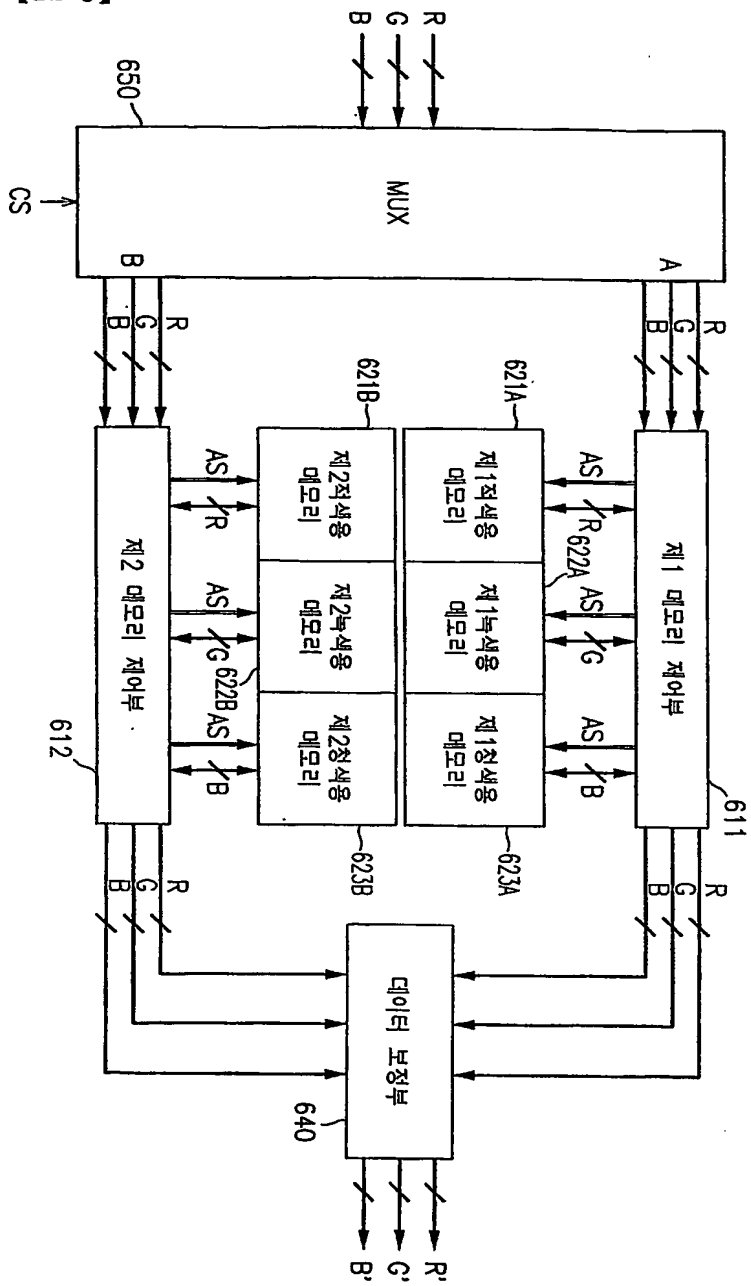 R
G
B
650
MUX
CS
A
B
R
G
B
R
G
B
611
제1 메모리 제어부
AS
R
AS
G
AS
B
621A
622A
623A
제1적색용
메모리
제1녹색용
메모리
제1청색용
메모리
621B
622B
623B
제2적색용
메모리
제2녹색용
메모리
제2청색용
메모리
AS
R
AS
G
AS
B
제2 메모리 제어부
612
R
G
B
R
G
B
데이터 보정부
640
R'
G'
B'